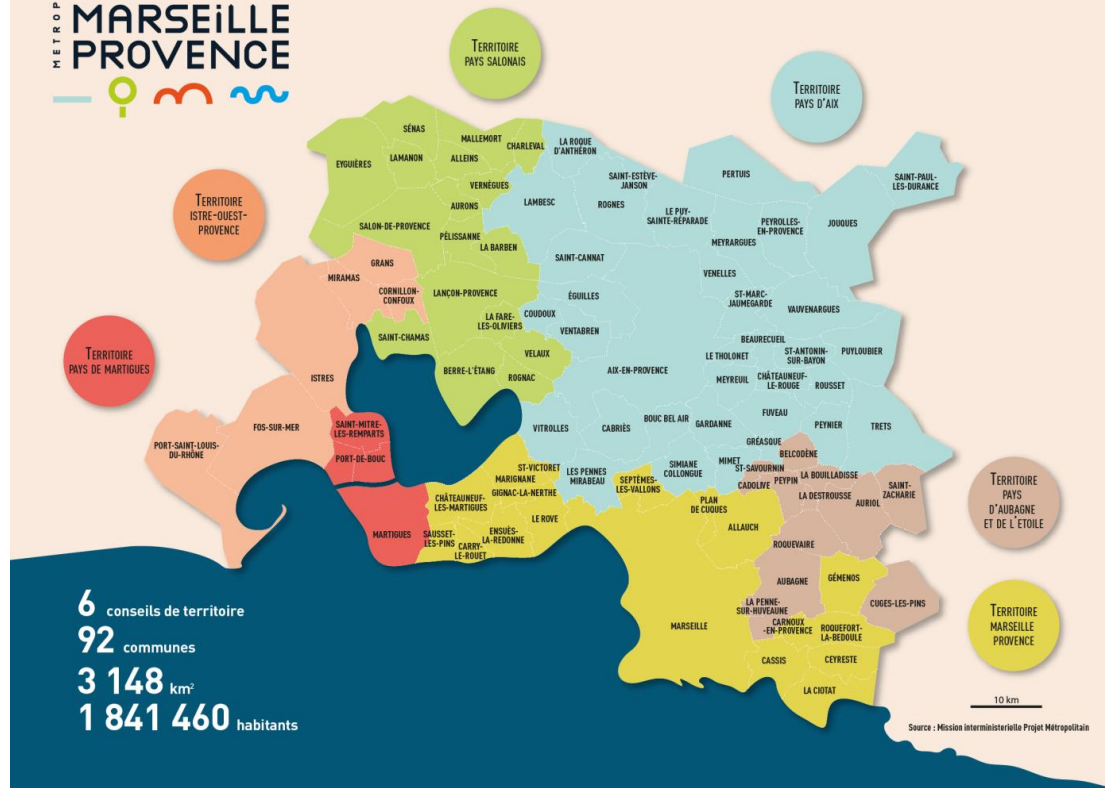 METROP
MARSEiLLE
PROVENCE
TERRITOIRE
PAYS SALONAIS
TERRITOIRE
PAYS D'AIX
TERRITOIRE
ISTRE-OUEST-
PROVENCE
TERRITOIRE
PAYS DE MARTIGUES
TERRITOIRE
PAYS
D'AUBAGNE
ET DE L'ETOILE
TERRITOIRE
MARSEILLE
PROVENCE
SÉNAS
MALLEMORT
CHARLEVAL
LA ROQUE
D'ANTHÉRON
EYGUIÈRES
LAMANON
ALLEINS
VERNÈGUES
SAINT-ESTÈVE-
JANSON
PERTUIS
SAINT-PAUL-
LES-DURANCE
AURONS
LAMBESC
ROGNES
LE PUY-
SAINTE-RÉPARADE
PEYROLLES-
EN-PROVENCE
JOUQUES
SALON-DE-PROVENCE
PÉLISSANNE
LA BARBEN
MEYRARGUES
GRANS
MIRAMAS
CORNILLON-
CONFOUX
LANÇON-PROVENCE
SAINT-CANNAT
VENELLES
ÉGUILLES
ST-MARC-
JAUMEGARDE
VAUVENARGUES
SAINT-CHAMAS
LA FARE-
LES-OLIVIERS
COUDOUX
VENTABREN
BEAURECUEIL
VELAUX
LE THOLONET
ST-ANTONIN-
SUR-BAYON
PUYLOUBIER
ISTRES
BERRE-L'ÉTANG
ROGNAC
AIX-EN-PROVENCE
MEYREUIL
CHÂTEAUNEUF-
LE-ROUGE
ROUSSET
FOS-SUR-MER
SAINT-MITRE-
LES-REMPARTS
VITROLLES
CABRIÈS
BOUC BEL AIR
GARDANNE
FUVEAU
PEYNIER
TRETS
PORT-SAINT-LOUIS-
DU-RHÔNE
PORT-DE-BOUC
GRÉASQUE
BELCODÈNE
ST-VICTORET
MARIGNANE
LES PENNES
MIRABEAU
SEPTÈMES-
LES-VALLONS
SIMIANE
COLLONGUE
MIMET
ST-SAVOURNIN
CADOLIVE
PEYPIN
LA BOUILLADISSE
LA DESTROUSSE
AURIOL
SAINT-
ZACHARIE
CHÂTEAUNEUF-
LES-MARTIGUES
GIGNAC-LA-NERTHE
PLAN
DE CUQUES
ALLAUCH
MARTIGUES
SAUSSET-
LES-PINS
CARRY-
LE-ROUET
ENSUÈS-
LA-REDONNE
LE ROVE
ROQUEVAIRE
AUBAGNE
GÉMENOS
CUGES-LES-PINS
LA PENNE-
SUR-HUVEAUNE
MARSEILLE
CARNOUX
-EN-PROVENCE
ROQUEFORT-
LA-BEDOULE
CASSIS
CEYRESTE
LA CIOTAT
6 conseils de territoire
92 communes
3 148 km²
1 841 460 habitants
10 km
Source : Mission interministerielle Projet Métropolitain